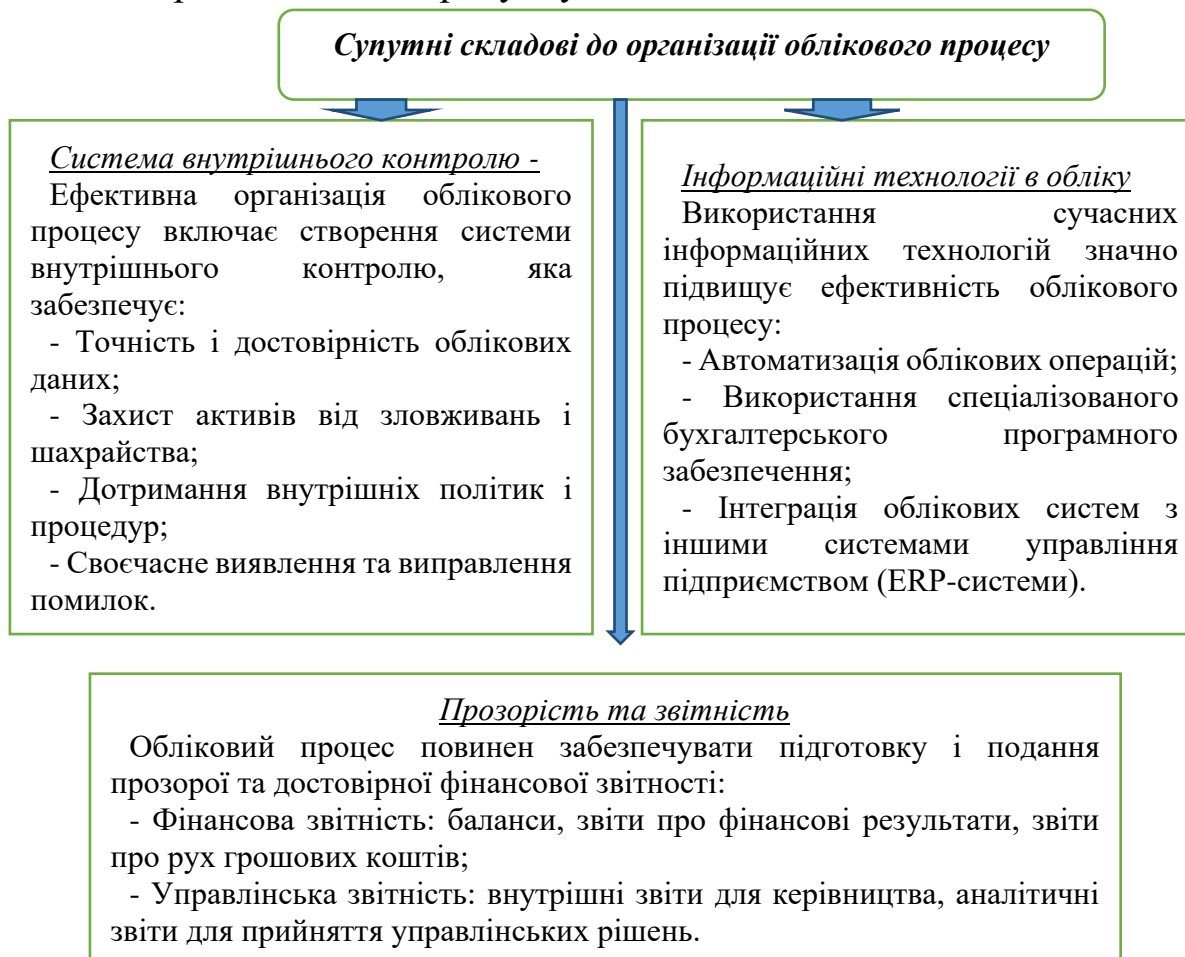 Супутні складові до організації облікового процесу
Система внутрішнього контролю -
Ефективна організація облікового
процесу включає створення системи
внутрішнього контролю, яка
забезпечує:
- Точність і достовірність облікових
даних;
- Захист активів від зловживань і
шахрайства;
- Дотримання внутрішніх політик і
процедур;
- Своєчасне виявлення та виправлення
помилок.
Інформаційні технології в обліку
Використання сучасних
інформаційних технологій значно
підвищує ефективність облікового
процесу:
- Автоматизація облікових операцій;
- Використання спеціалізованого
бухгалтерського програмного
забезпечення;
- Інтеграція облікових систем з
іншими системами управління
підприємством (ERP-системи).
Прозорість та звітність
Обліковий процес повинен забезпечувати підготовку і подання
прозорої та достовірної фінансової звітності:
- Фінансова звітність: баланси, звіти про фінансові результати, звіти
про рух грошових коштів;
- Управлінська звітність: внутрішні звіти для керівництва, аналітичні
звіти для прийняття управлінських рішень.